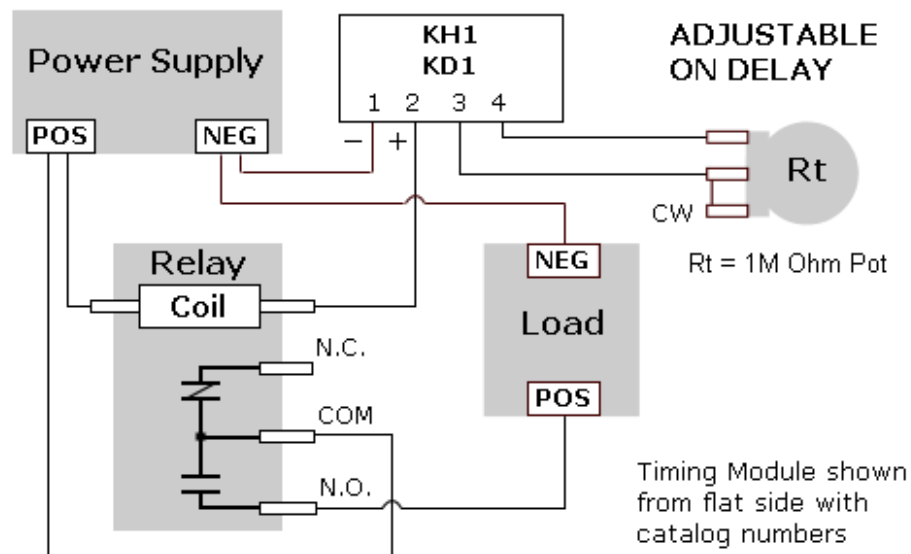 Power Supply
POS
NEG
KH1
KD1
1 2 3 4
− +
ADJUSTABLE
ON DELAY
Rt
CW
Rt = 1M Ohm Pot
Relay
Coil
N.C.
COM
N.O.
NEG
Load
POS
Timing Module shown
from flat side with
catalog numbers